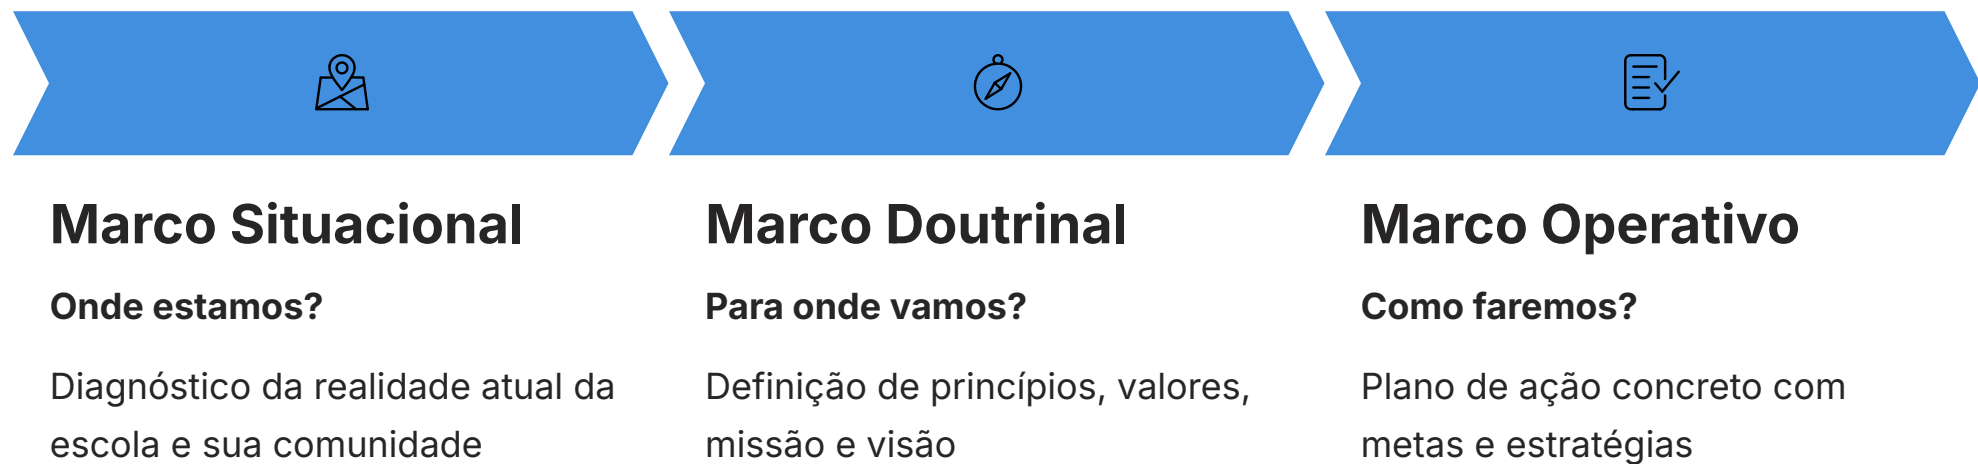 Marco Situacional
Onde estamos?
Diagnóstico da realidade atual da
escola e sua comunidade
Marco Doutrinal
Para onde vamos?
Definição de princípios, valores,
missão e visão
Marco Operativo
Como faremos?
Plano de ação concreto com
metas e estratégias